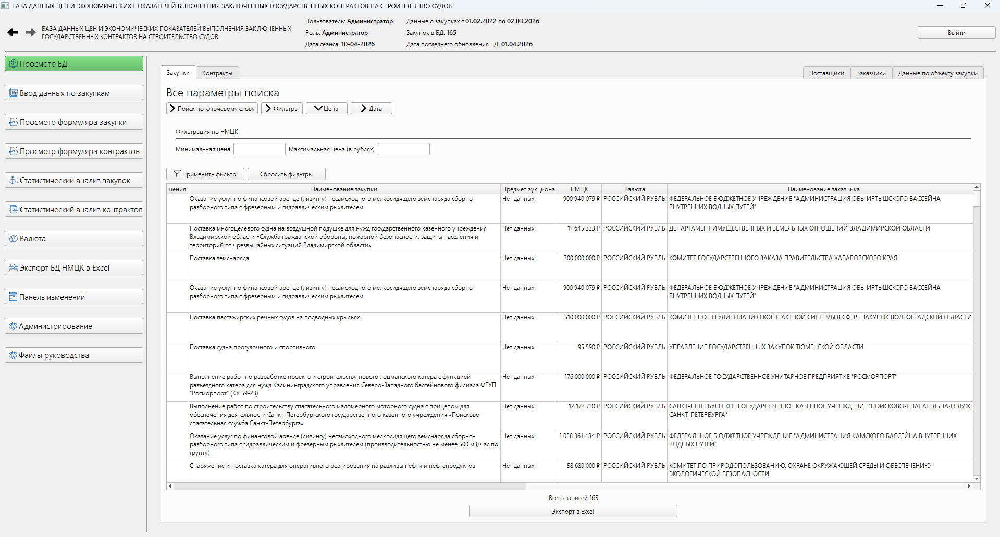 БАЗА ДАННЫХ ЦЕН И ЭКОНОМИЧЕСКИХ ПОКАЗАТЕЛЕЙ ВЫПОЛНЕНИЯ ЗАКЛЮЧЕННЫХ ГОСУДАРСТВЕННЫХ КОНТРАКТОВ НА СТРОИТЕЛЬСТВО СУДОВ
БАЗА ДАННЫХ ЦЕН И ЭКОНОМИЧЕСКИХ ПОКАЗАТЕЛЕЙ ВЫПОЛНЕНИЯ ЗАКЛЮЧЕННЫХ
ГОСУДАРСТВЕННЫХ КОНТРАКТОВ НА СТРОИТЕЛЬСТВО СУДОВ
Пользователь: Администратор
Роль: Администратор
Дата сеанса: 10-04-2026
Данные о закупках с 01.02.2022 по 02.03.2026
Закупок в БД: 165
Дата последнего обновления БД: 01.04.2026
Выйти
Просмотр БД
Ввод данных по закупкам
Просмотр формуляра закупки
Просмотр формуляра контрактов
Статистический анализ закупок
Статистический анализ контрактов
Валюта
Экспорт БД НМЦК в Excel
Панель изменений
Администрирование
Файлы руководства
Закупки Контракты Поставщики Заказчики Данные по объекту закупки
Все параметры поиска
Поиск по ключевому слову Фильтры Цена Дата
Фильтрация по НМЦК
Минимальная цена Максимальная цена (в рублях)
Применить фильтр Сбросить фильтры
щения Наименование закупки Предмет аукциона НМЦК Валюта Наименование заказчика
Оказание услуг по финансовой аренде (лизингу) несамоходного мелкосидящего земснаряда сборно- Нет данных 900 940 079 ₽ РОССИЙСКИЙ РУБЛЬ ФЕДЕРАЛЬНОЕ БЮДЖЕТНОЕ УЧРЕЖДЕНИЕ "АДМИНИСТРАЦИЯ ОБЬ-ИРТЫШСКОГО БАССЕЙНА
разборного типа с фрезерным и гидравлическим рыхлителем ВНУТРЕННИХ ВОДНЫХ ПУТЕЙ"
Поставка многоцелевого судна на воздушной подушке для нужд государственного казенного учреждения Нет данных 11 645 333 ₽ РОССИЙСКИЙ РУБЛЬ ДЕПАРТАМЕНТ ИМУЩЕСТВЕННЫХ И ЗЕМЕЛЬНЫХ ОТНОШЕНИЙ ВЛАДИМИРСКОЙ ОБЛАСТИ
Владимирской области «Служба гражданской обороны, пожарной безопасности, защиты населения и
территорий от чрезвычайных ситуаций Владимирской области»
Поставка земснаряда Нет данных 300 000 000 ₽ РОССИЙСКИЙ РУБЛЬ КОМИТЕТ ГОСУДАРСТВЕННОГО ЗАКАЗА ПРАВИТЕЛЬСТВА ХАБАРОВСКОГО КРАЯ
Оказание услуг по финансовой аренде (лизингу) несамоходного мелкосидящего земснаряда сборно- Нет данных 900 940 079 ₽ РОССИЙСКИЙ РУБЛЬ ФЕДЕРАЛЬНОЕ БЮДЖЕТНОЕ УЧРЕЖДЕНИЕ "АДМИНИСТРАЦИЯ ОБЬ-ИРТЫШСКОГО БАССЕЙНА
разборного типа с фрезерным и гидравлическим рыхлителем ВНУТРЕННИХ ВОДНЫХ ПУТЕЙ"
Поставка пассажирских речных судов на подводных крыльях Нет данных 510 000 000 ₽ РОССИЙСКИЙ РУБЛЬ КОМИТЕТ ПО РЕГУЛИРОВАНИЮ КОНТРАКТНОЙ СИСТЕМЫ В СФЕРЕ ЗАКУПОК ВОЛГОГРАДСКОЙ ОБЛАСТИ
Поставка судна прогулочного и спортивного Нет данных 95 590 ₽ РОССИЙСКИЙ РУБЛЬ УПРАВЛЕНИЕ ГОСУДАРСТВЕННЫХ ЗАКУПОК ТЮМЕНСКОЙ ОБЛАСТИ
Выполнение работ по разработке проекта и строительству нового лоцманского катера с функцией Нет данных 176 000 000 ₽ РОССИЙСКИЙ РУБЛЬ ФЕДЕРАЛЬНОЕ ГОСУДАРСТВЕННОЕ УНИТАРНОЕ ПРЕДПРИЯТИЕ "РОСМОРПОРТ"
разъездного катера для нужд Калининградского управления Северо-Западного бассейнового филиала ФГУП
"Росморпорт" (КУ 59-23)
Выполнение работ по строительству спасательного маломерного моторного судна с прицепом для Нет данных 12 173 710 ₽ РОССИЙСКИЙ РУБЛЬ САНКТ-ПЕТЕРБУРГСКОЕ ГОСУДАРСТВЕННОЕ КАЗЕННОЕ УЧРЕЖДЕНИЕ "ПОИСКОВО-СПАСАТЕЛЬНАЯ СЛУЖБ
обеспечения деятельности Санкт-Петербургского государственного казенного учреждения «Поисково- САНКТ-ПЕТЕРБУРГА"
спасательная служба Санкт-Петербурга»
Оказание услуг по финансовой аренде (лизингу) несамоходного мелкосидящего земснаряда сборно- Нет данных 1 058 361 484 ₽ РОССИЙСКИЙ РУБЛЬ ФЕДЕРАЛЬНОЕ БЮДЖЕТНОЕ УЧРЕЖДЕНИЕ "АДМИНИСТРАЦИЯ КАМСКОГО БАССЕЙНА ВНУТРЕННИХ
разборного типа с гидравлическим и фрезерным рыхлителем (производительностью не менее 500 м3/час по ВОДНЫХ ПУТЕЙ"
грунту)
Снаряжение и поставка катера для оперативного реагирования на разливы нефти и нефтепродуктов Нет данных 58 680 000 ₽ РОССИЙСКИЙ РУБЛЬ КОМИТЕТ ПО ПРИРОДОПОЛЬЗОВАНИЮ, ОХРАНЕ ОКРУЖАЮЩЕЙ СРЕДЫ И ОБЕСПЕЧЕНИЮ
ЭКОЛОГИЧЕСКОЙ БЕЗОПАСНОСТИ
Всего записей 165
Экспорт в Excel